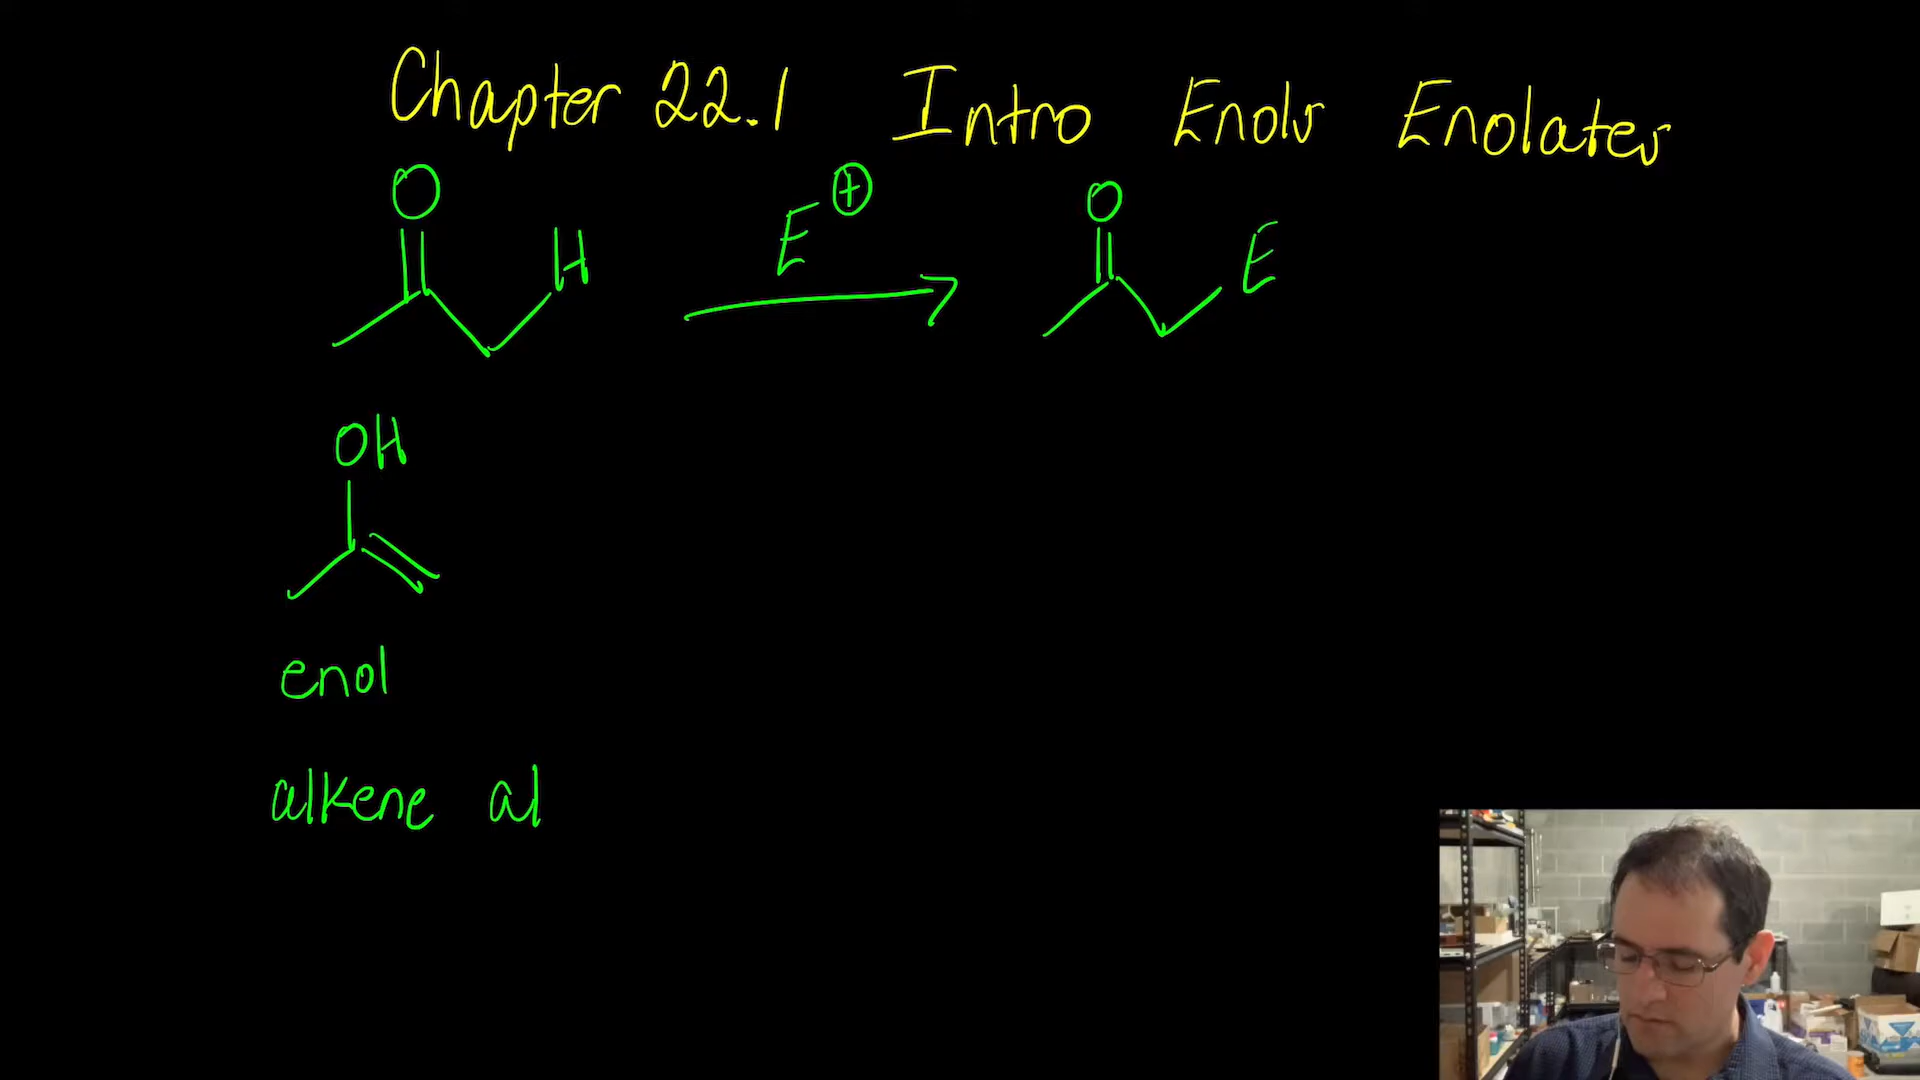 Chapter 22.1 Intro Enols Enolates
O H E + O E
OH
enol
alkene al